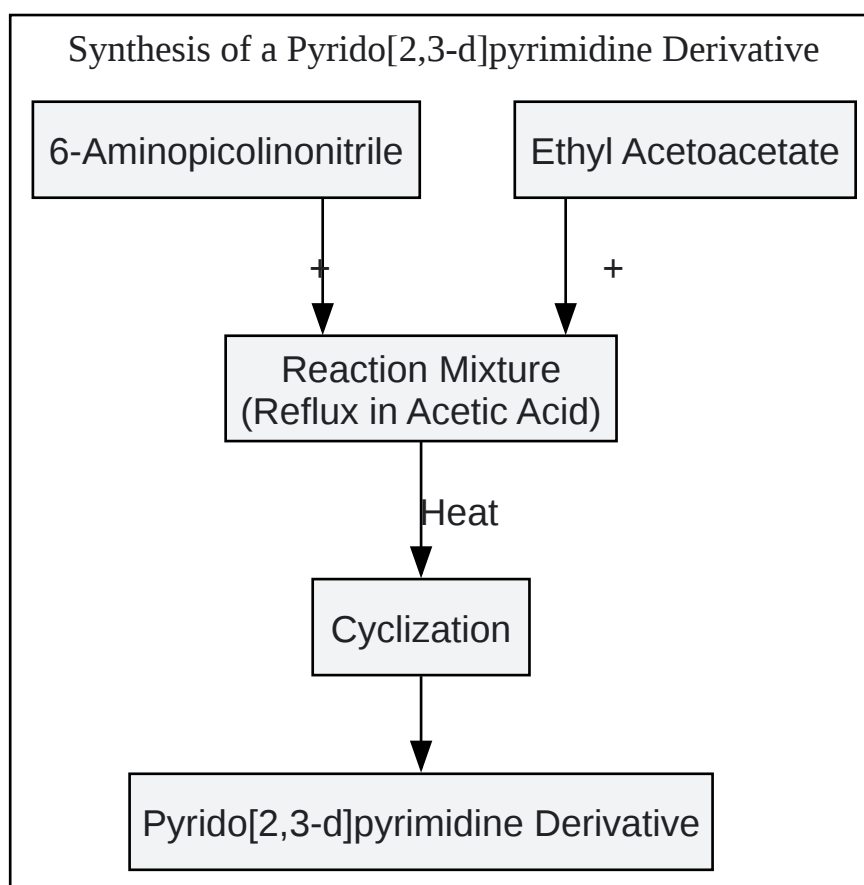 Synthesis of a Pyrido[2,3-d]pyrimidine Derivative
6-Aminopicolinonitrile
Ethyl Acetoacetate
+
+
Reaction Mixture
(Reflux in Acetic Acid)
Heat
Cyclization
Pyrido[2,3-d]pyrimidine Derivative